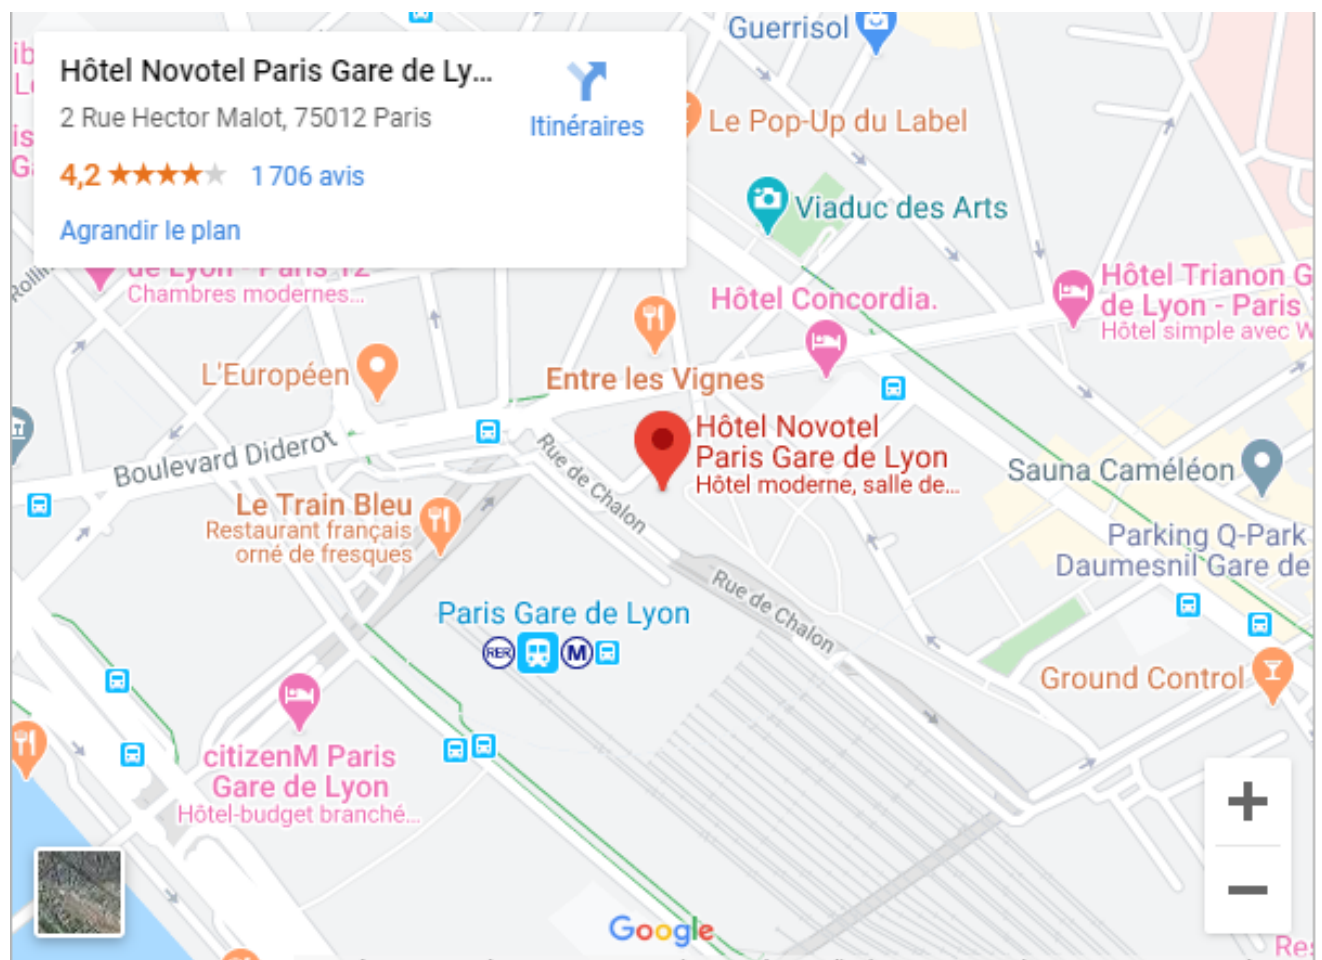 Guerrisol
Hôtel Novotel Paris Gare de Ly...
2 Rue Hector Malot, 75012 Paris
Itinéraires
4,2
1 706 avis
Agrandir le plan
Le Pop-Up du Label
Viaduc des Arts
de Lyon - Paris 12
Chambres modernes...
Hôtel Concordia.
Hôtel Trianon G
de Lyon - Paris
Hôtel simple avec W
L'Européen
Entre les Vignes
Boulevard Diderot
Rue de Chalon
Hôtel Novotel
Paris Gare de Lyon
Hôtel moderne, salle de...
Sauna Caméléon
Le Train Bleu
Restaurant français
orné de fresques
Parking Q-Park
Daumesnil Gare de
Rue de Chalon
Paris Gare de Lyon
RER
M
Ground Control
citizenM Paris
Gare de Lyon
Hôtel-budget branché...
Google